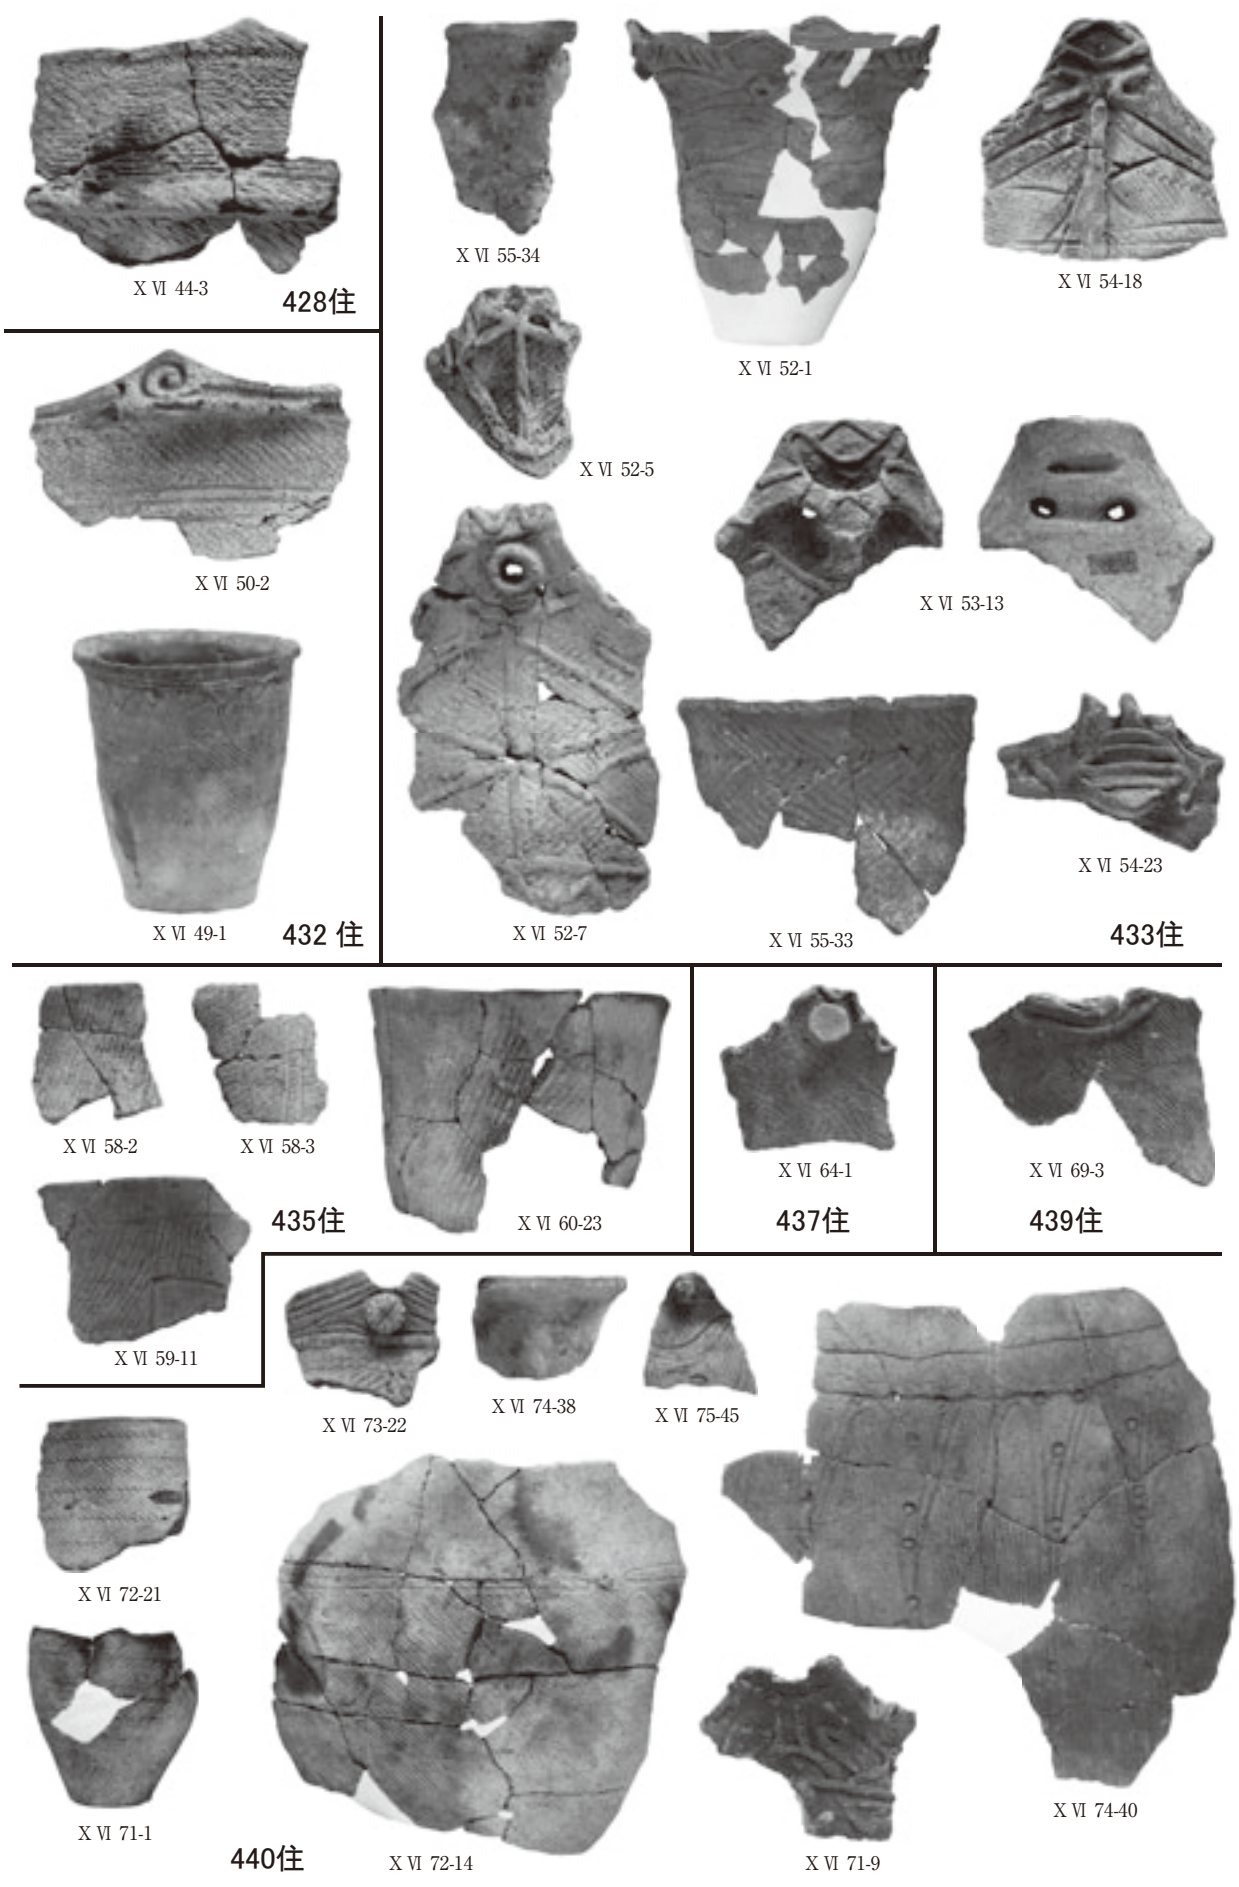 X Ⅵ 44-3
428住
X Ⅵ 50-2
X Ⅵ 49-1
432 住
X Ⅵ 55-34
X Ⅵ 52-1
X Ⅵ 54-18
X Ⅵ 52-5
X Ⅵ 53-13
X Ⅵ 52-7
X Ⅵ 55-33
X Ⅵ 54-23
433住
X Ⅵ 58-2
X Ⅵ 58-3
X Ⅵ 59-11
435住
X Ⅵ 60-23
X Ⅵ 64-1
437住
X Ⅵ 69-3
439住
X Ⅵ 73-22
X Ⅵ 74-38
X Ⅵ 75-45
X Ⅵ 72-21
X Ⅵ 71-1
440住
X Ⅵ 72-14
X Ⅵ 71-9
X Ⅵ 74-40